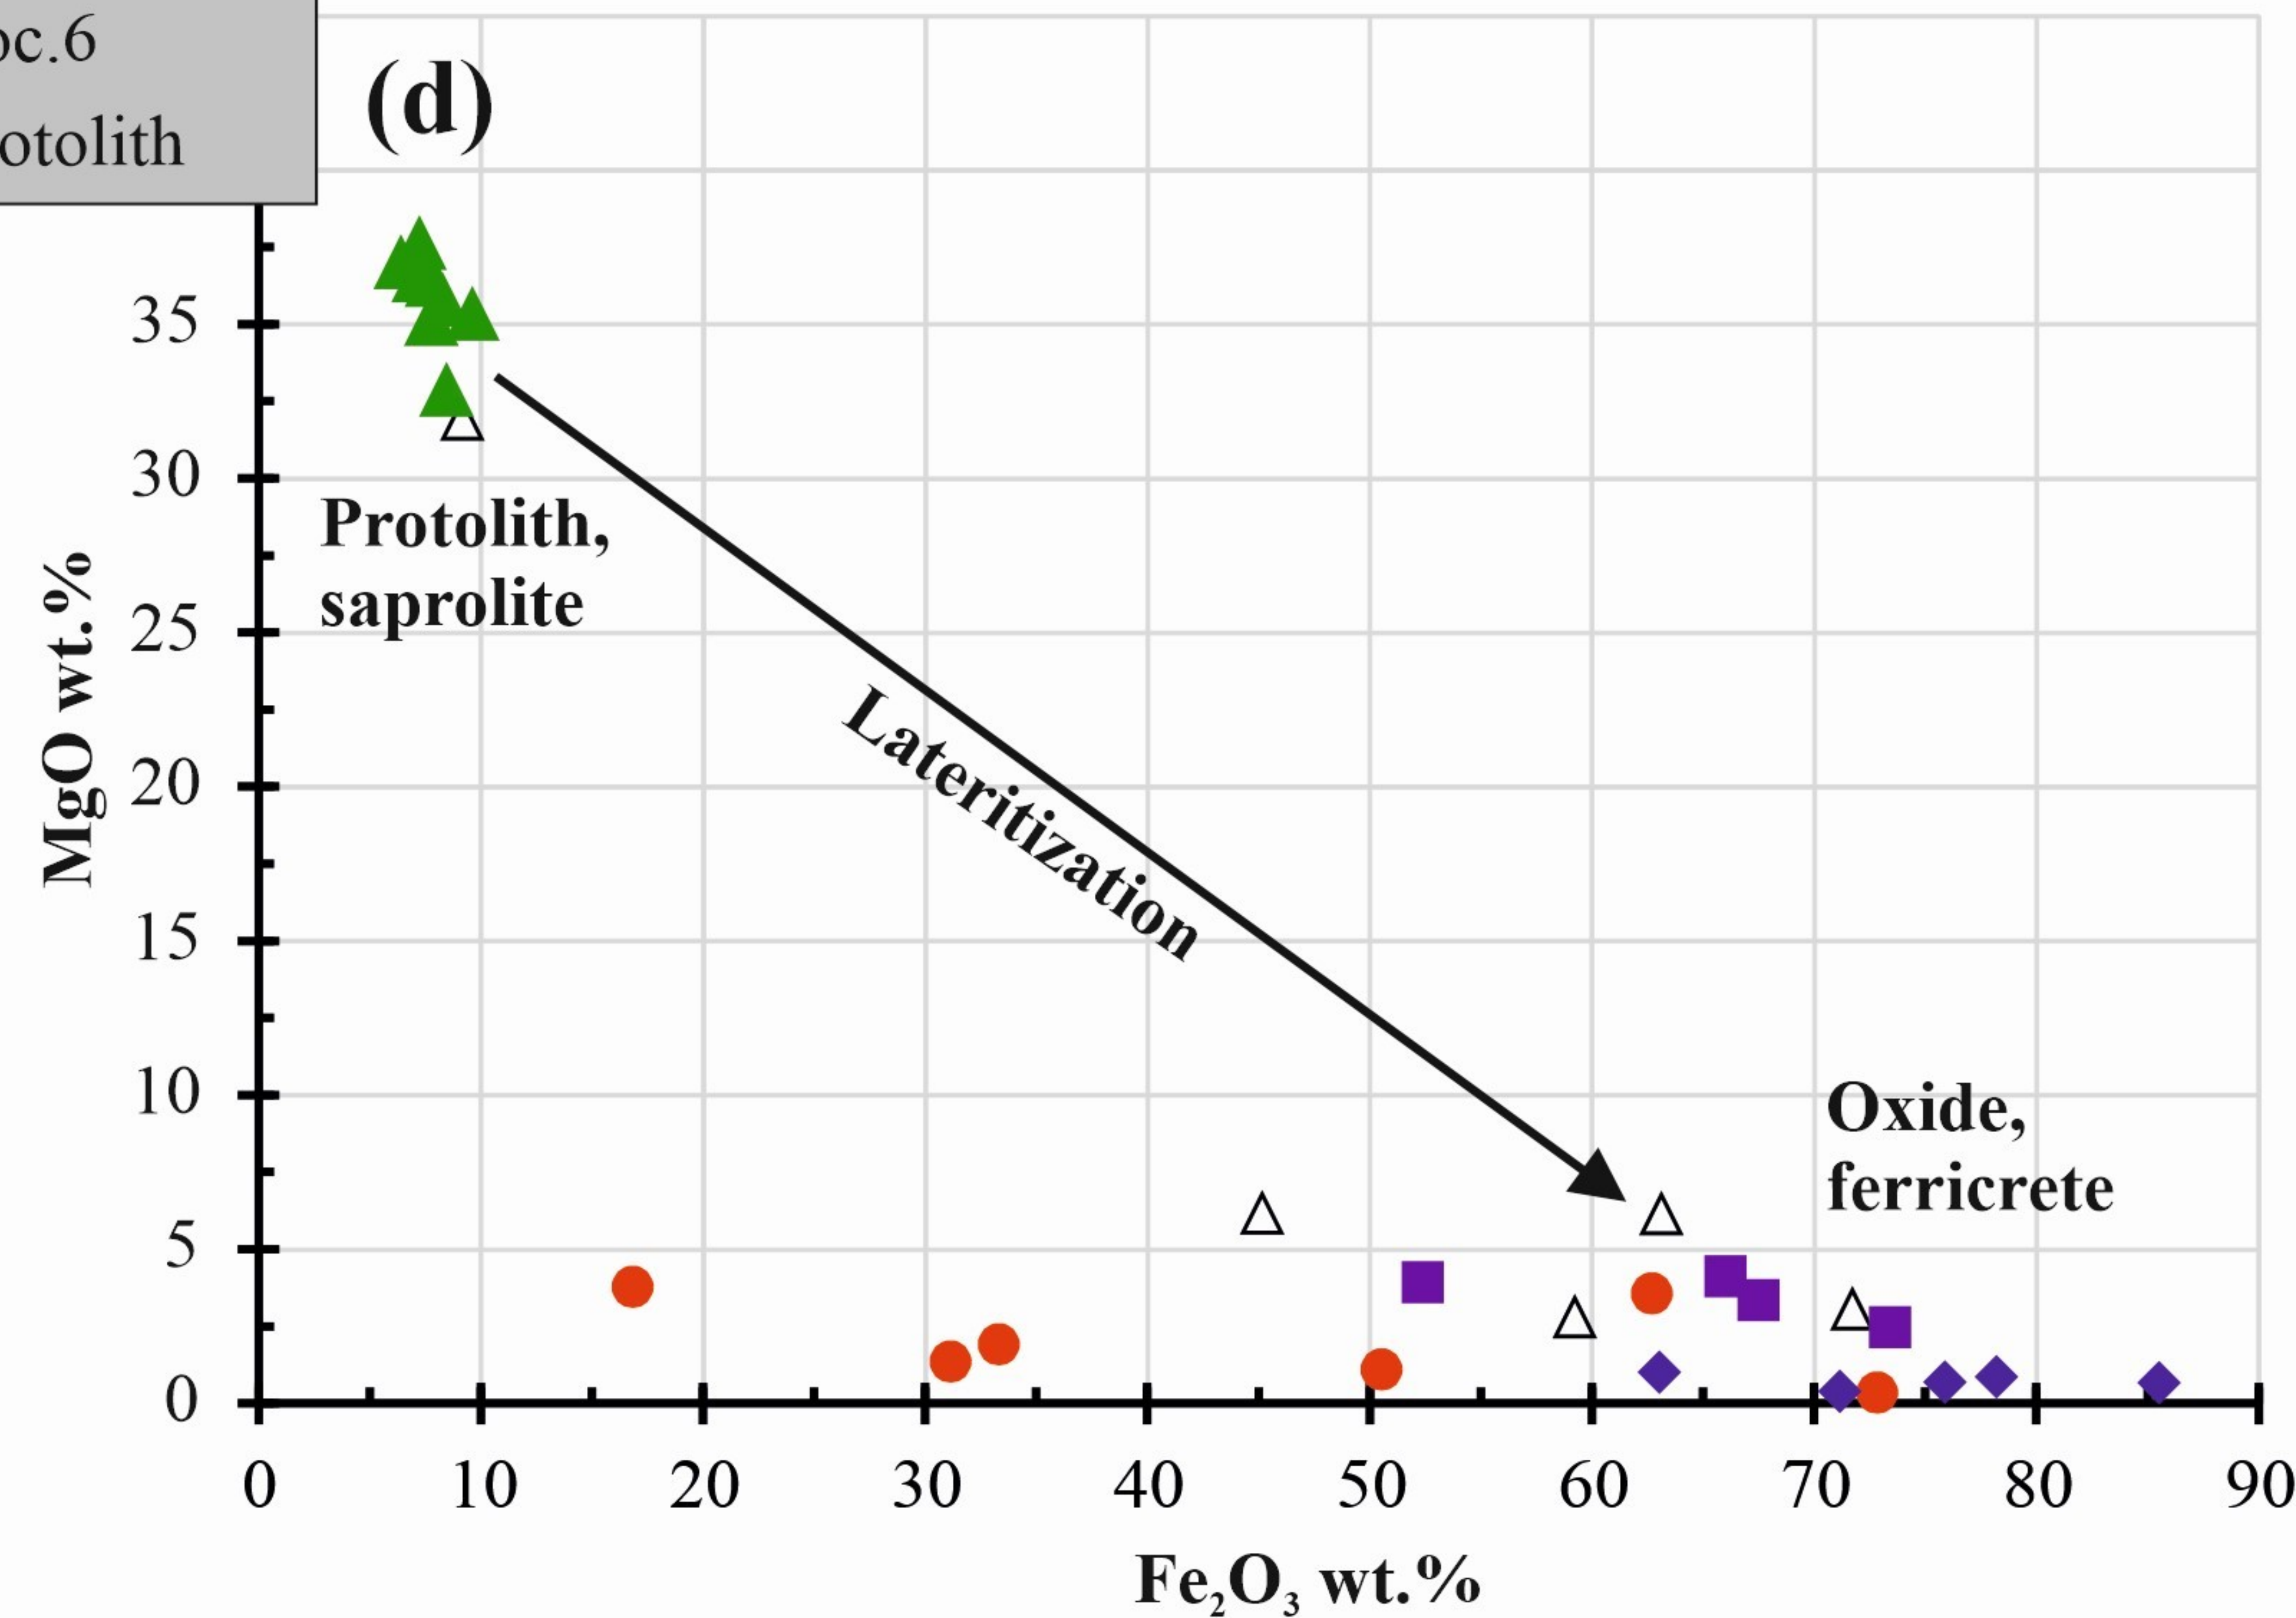 oc.6
otolith
(d)
35
30
25
20
15
10
5
0
MgO wt.%
Protolith,
saprolite
Lateritization
Oxide,
ferricrete
0 10 20 30 40 50 60 70 80 90
Fe₂O₃ wt.%